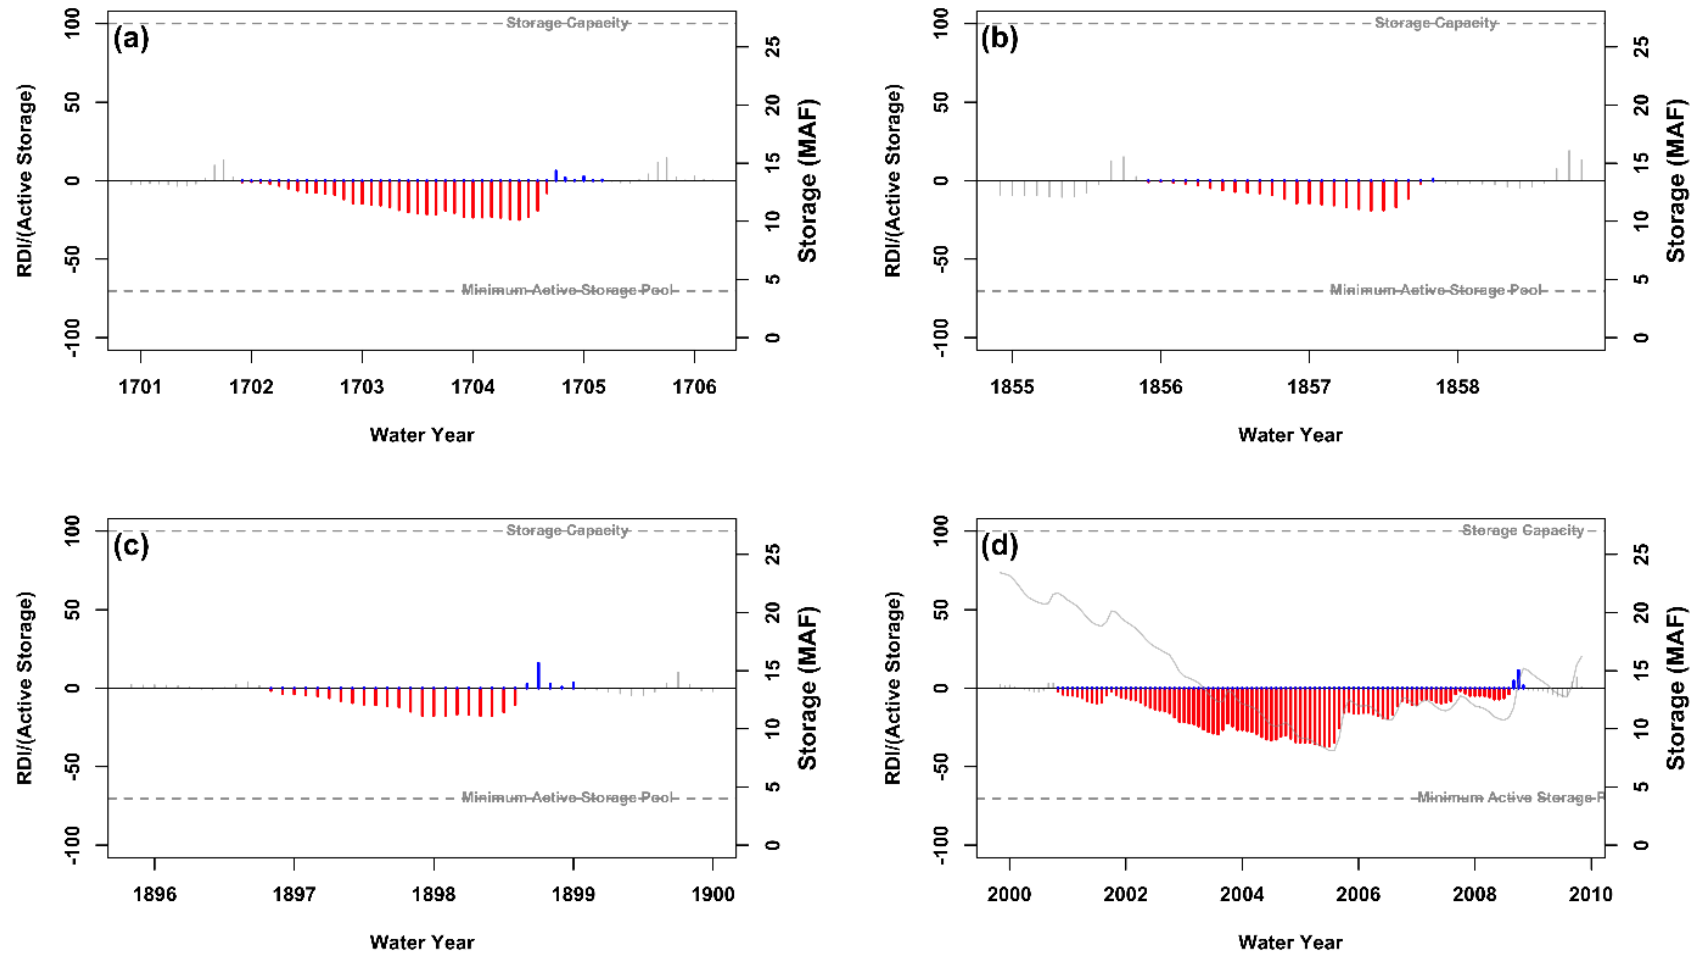 (a)
Storage Capacity
Minimum Active Storage Pool
RDI/(Active Storage)
100
50
0
-50
-100
Storage (MAF)
25
20
15
10
5
0
1701 1702 1703 1704 1705 1706
Water Year
(b)
Storage Capacity
Minimum Active Storage Pool
RDI/(Active Storage)
100
50
0
-50
-100
Storage (MAF)
25
20
15
10
5
0
1855 1856 1857 1858
Water Year
(c)
Storage Capacity
Minimum Active Storage Pool
RDI/(Active Storage)
100
50
0
-50
-100
Storage (MAF)
25
20
15
10
5
0
1896 1897 1898 1899 1900
Water Year
(d)
Storage Capacity
Minimum Active Storage P
RDI/(Active Storage)
100
50
0
-50
-100
Storage (MAF)
25
20
15
10
5
0
2000 2002 2004 2006 2008 2010
Water Year